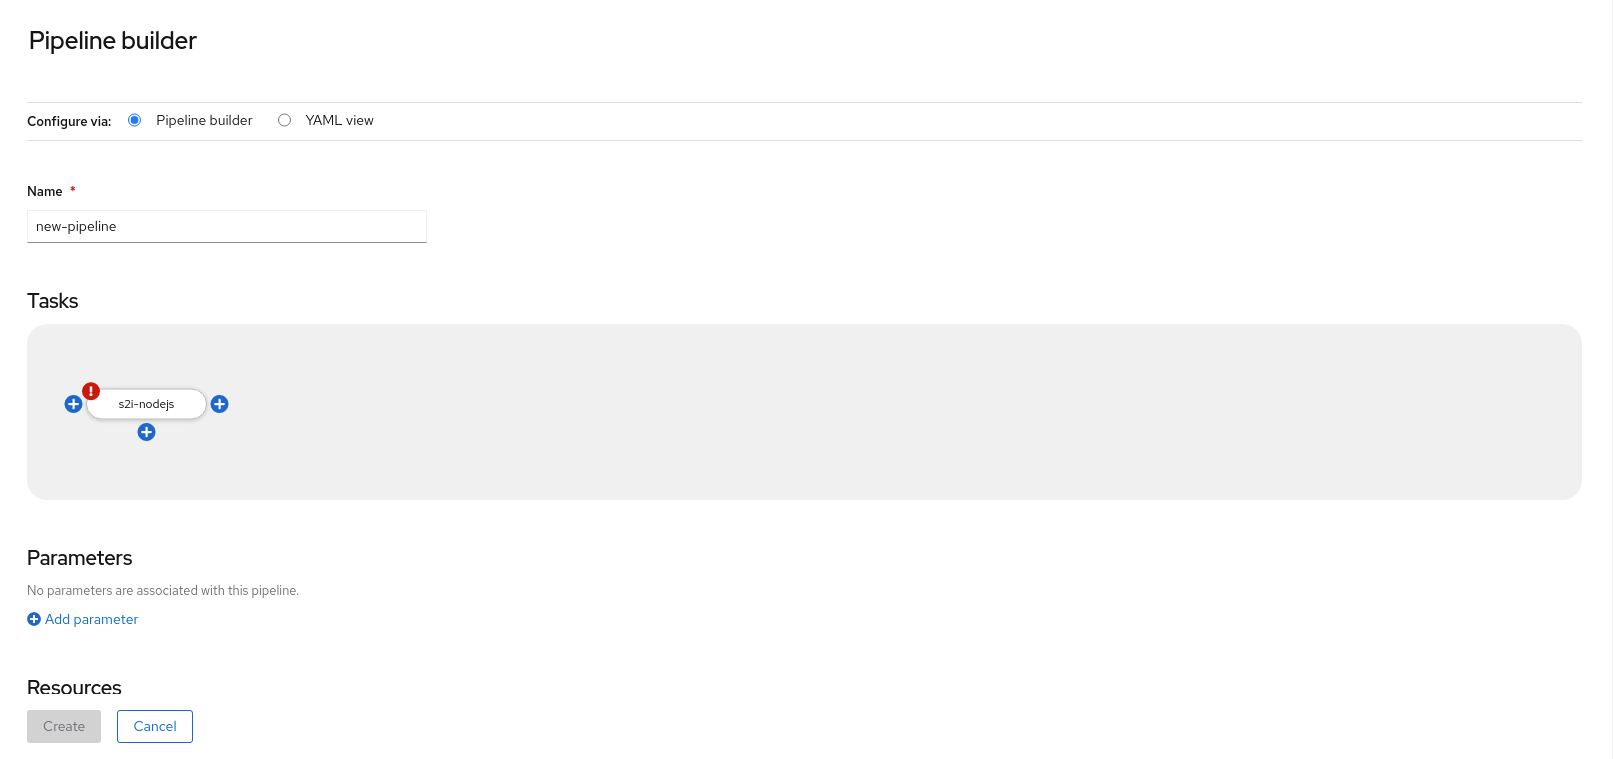 Pipeline builder
Configure via: Pipeline builder YAML view
Name *
new-pipeline
Tasks
s2i-nodejs
Parameters
No parameters are associated with this pipeline.
Add parameter
Resources
Create Cancel